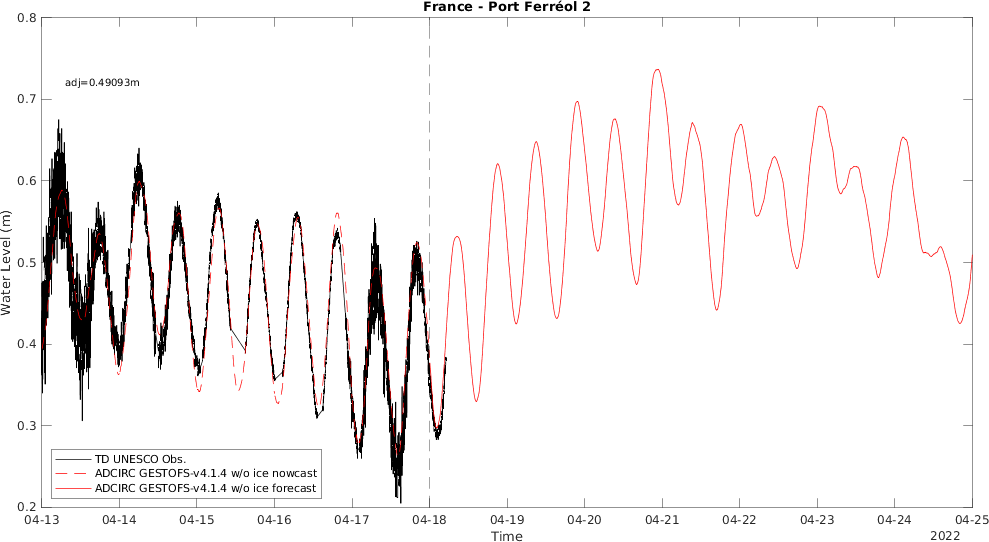 France - Port Ferréol 2
0.8
0.7
0.6
0.5
0.4
0.3
0.2
Water Level (m)
adj=0.49093m
TD UNESCO Obs.
ADCIRC GESTOFS-v4.1.4 w/o ice nowcast
ADCIRC GESTOFS-v4.1.4 w/o ice forecast
04-13 04-14 04-15 04-16 04-17 04-18 04-19 04-20 04-21 04-22 04-23 04-24 04-25
Time
2022